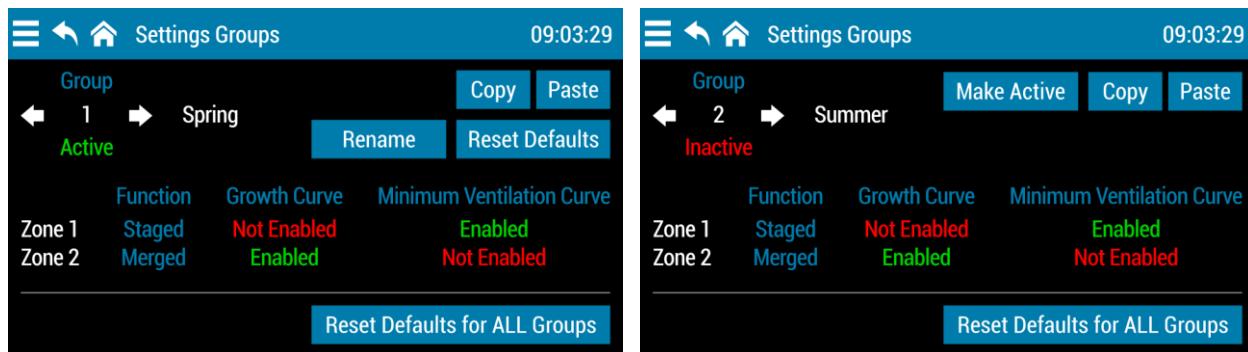 Settings Groups 09:03:29
Group
Copy Paste
1 Spring
Active
Rename Reset Defaults
Function Growth Curve Minimum Ventilation Curve
Zone 1 Staged Not Enabled Enabled
Zone 2 Merged Enabled Not Enabled
Reset Defaults for ALL Groups
Settings Groups 09:03:29
Group
Make Active Copy Paste
2 Summer
Inactive
Function Growth Curve Minimum Ventilation Curve
Zone 1 Staged Not Enabled Enabled
Zone 2 Merged Enabled Not Enabled
Reset Defaults for ALL Groups